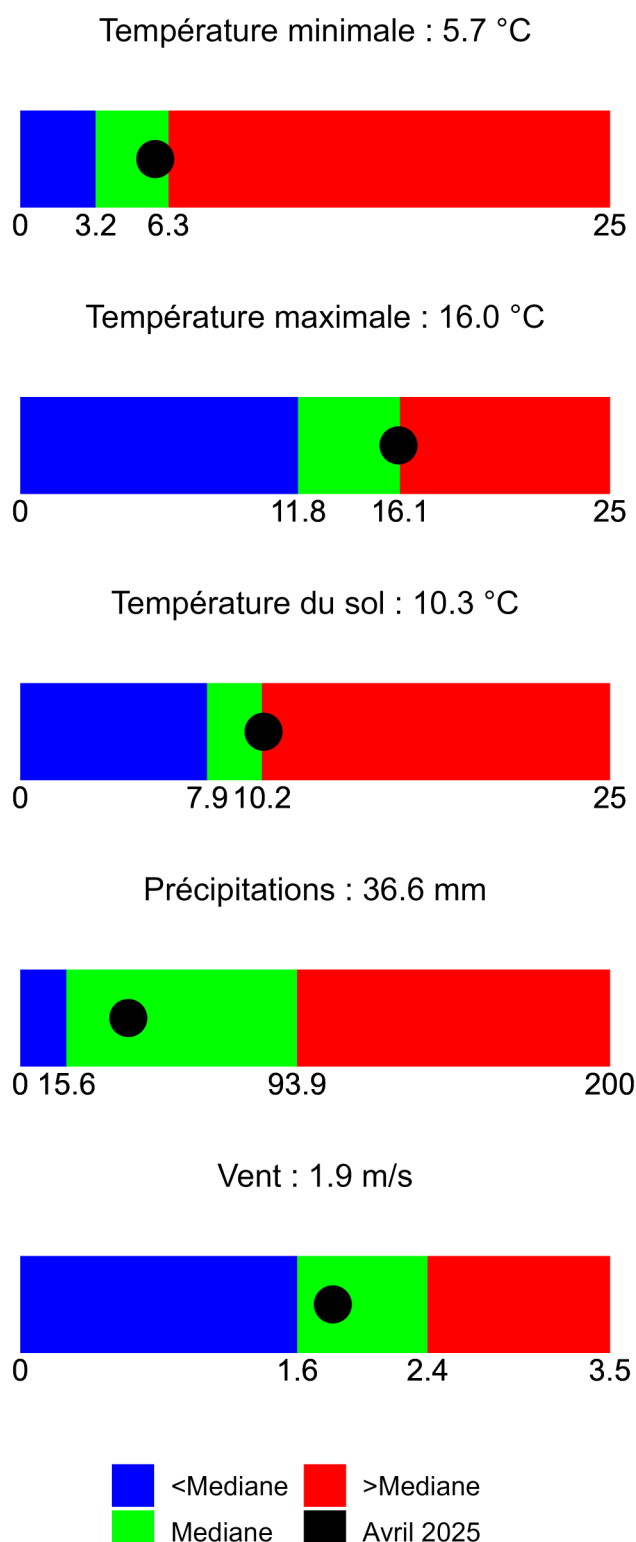 Température minimale : 5.7 °C
0 3.2 6.3 25
Température maximale : 16.0 °C
0 11.8 16.1 25
Température du sol : 10.3 °C
0 7.9 10.2 25
Précipitations : 36.6 mm
0 15.6 93.9 200
Vent : 1.9 m/s
0 1.6 2.4 3.5
<Mediane >Mediane
Mediane Avril 2025